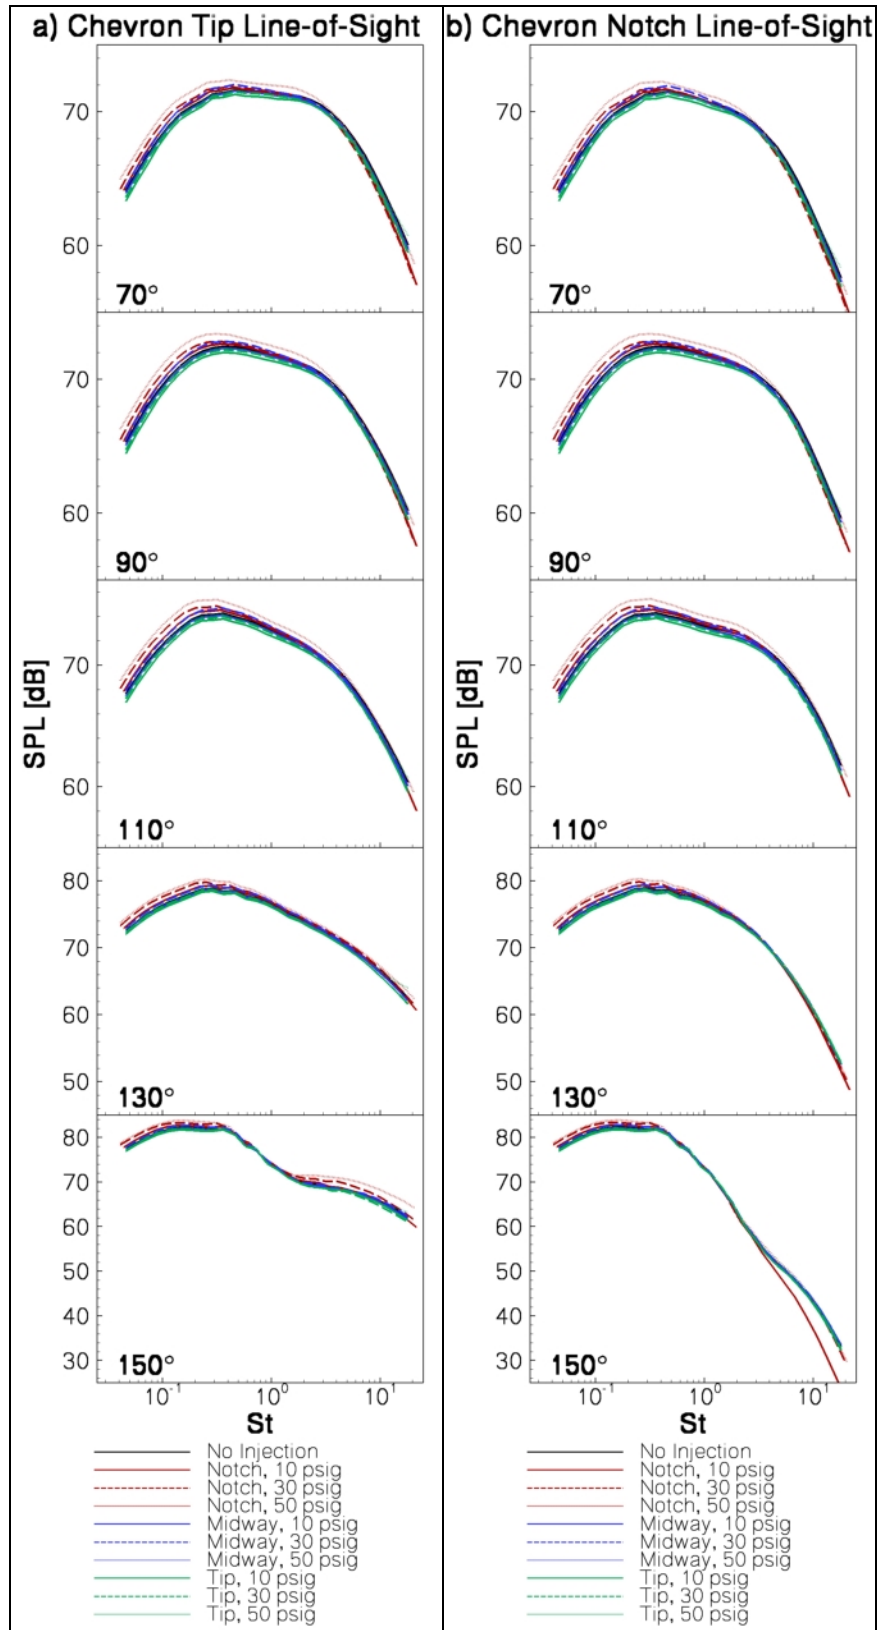 a) Chevron Tip Line-of-Sight
70
60
70°
70
60
90°
70
60
110°
80
70
60
50
130°
80
70
60
50
40
30
150°
SPL [dB]
10-1 100 101
St
No Injection
Notch, 10 psig
Notch, 30 psig
Notch, 50 psig
Midway, 10 psig
Midway, 30 psig
Midway, 50 psig
Tip, 10 psig
Tip, 30 psig
Tip, 50 psig
b) Chevron Notch Line-of-Sight
70
60
70°
70
60
90°
70
60
110°
80
70
60
50
130°
80
70
60
50
40
30
150°
SPL [dB]
10-1 100 101
St
No Injection
Notch, 10 psig
Notch, 30 psig
Notch, 50 psig
Midway, 10 psig
Midway, 30 psig
Midway, 50 psig
Tip, 10 psig
Tip, 30 psig
Tip, 50 psig